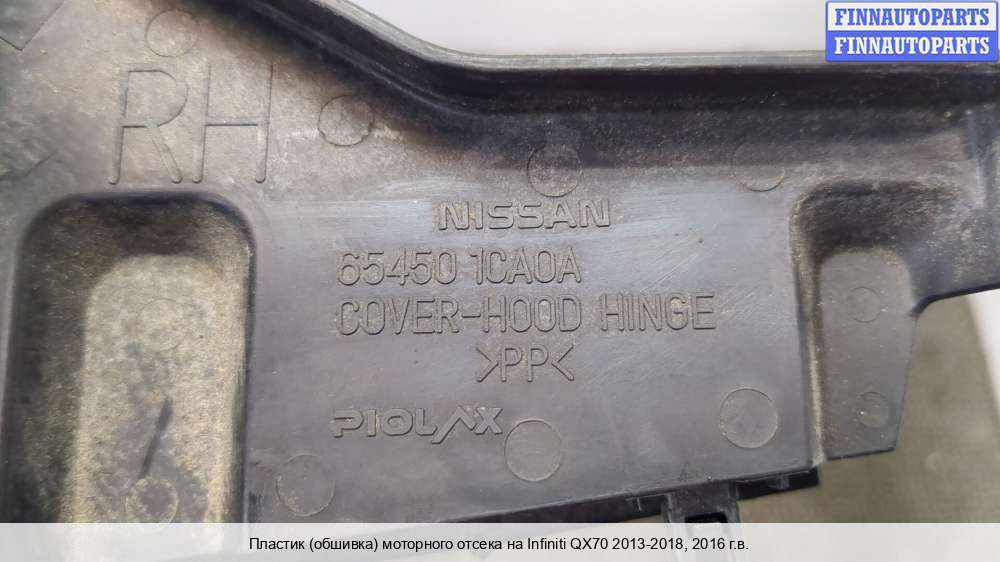 FINNAUTOPARTS
FINNAUTOPARTS
RH
NISSAN
65450 1CA0A
COVER-HOOD HINGE
>PP<
PIOLAX
Пластик (обшивка) моторного отсека на Infiniti QX70 2013-2018, 2016 г.в.